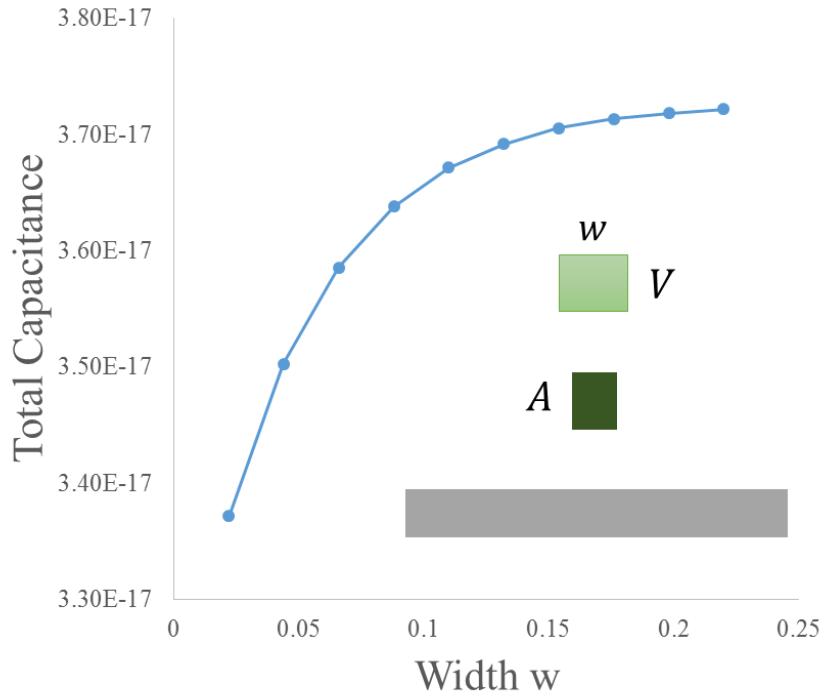 3.80E-17
3.70E-17
3.60E-17
3.50E-17
3.40E-17
3.30E-17
Total Capacitance
w
V
A
0 0.05 0.1 0.15 0.2 0.25
Width w